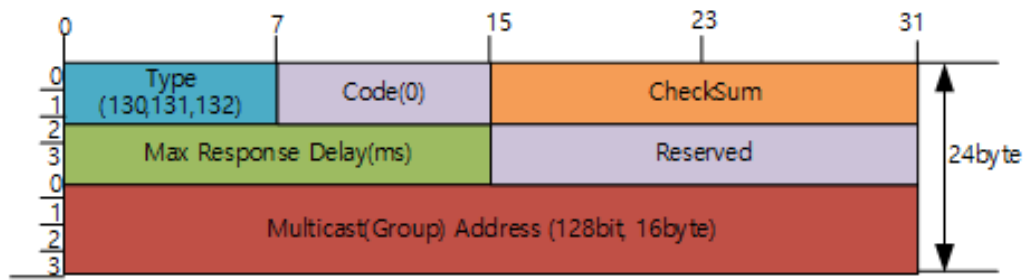 0 7 15 23 31
0 Type
(130,131,132) Code(0) CheckSum
1
2
3 Max Response Delay(ms) Reserved 24byte
0
1
2 Multicast(Group) Address (128bit, 16byte)
3